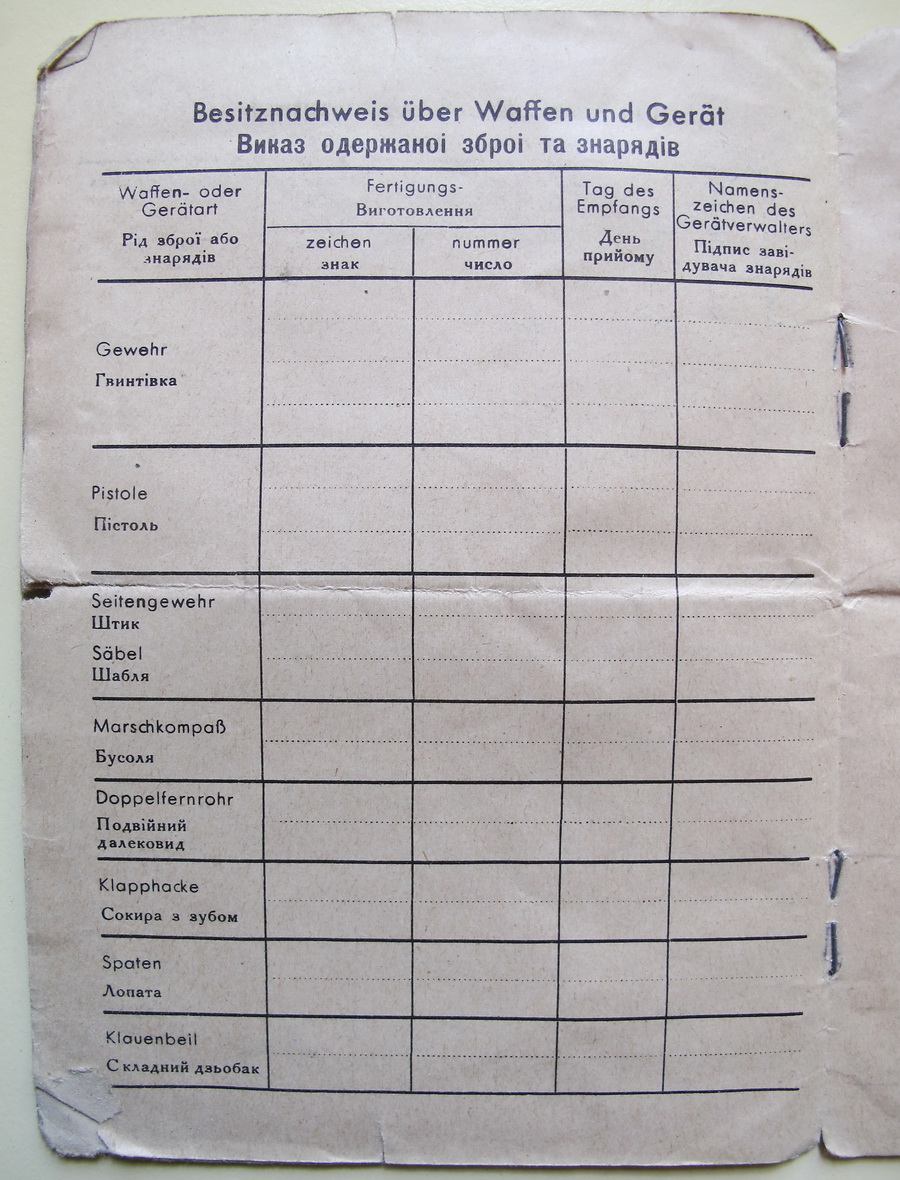 Besitznachweis über Waffen und Gerät
Виказ одержаної зброї та знарядів
Waffen- oder
Gerätart
Рід зброї або
знарядів
Fertigungs-
Виготовлення
zeichen
знак
nummer
число
Tag des
Empfangs
День
прийому
Namens-
zeichen des
Gerätverwalters
Підпис заві-
дувача знарядів
Gewehr
Гвинтівка
Pistole
Пістоль
Seitengewehr
Штик
Säbel
Шабля
Marschkompaß
Бусоля
Doppelfernrohr
Подвійний
далековид
Klapphacke
Сокира з зубом
Spaten
Лопата
Klauenbeil
Складний дзьобак